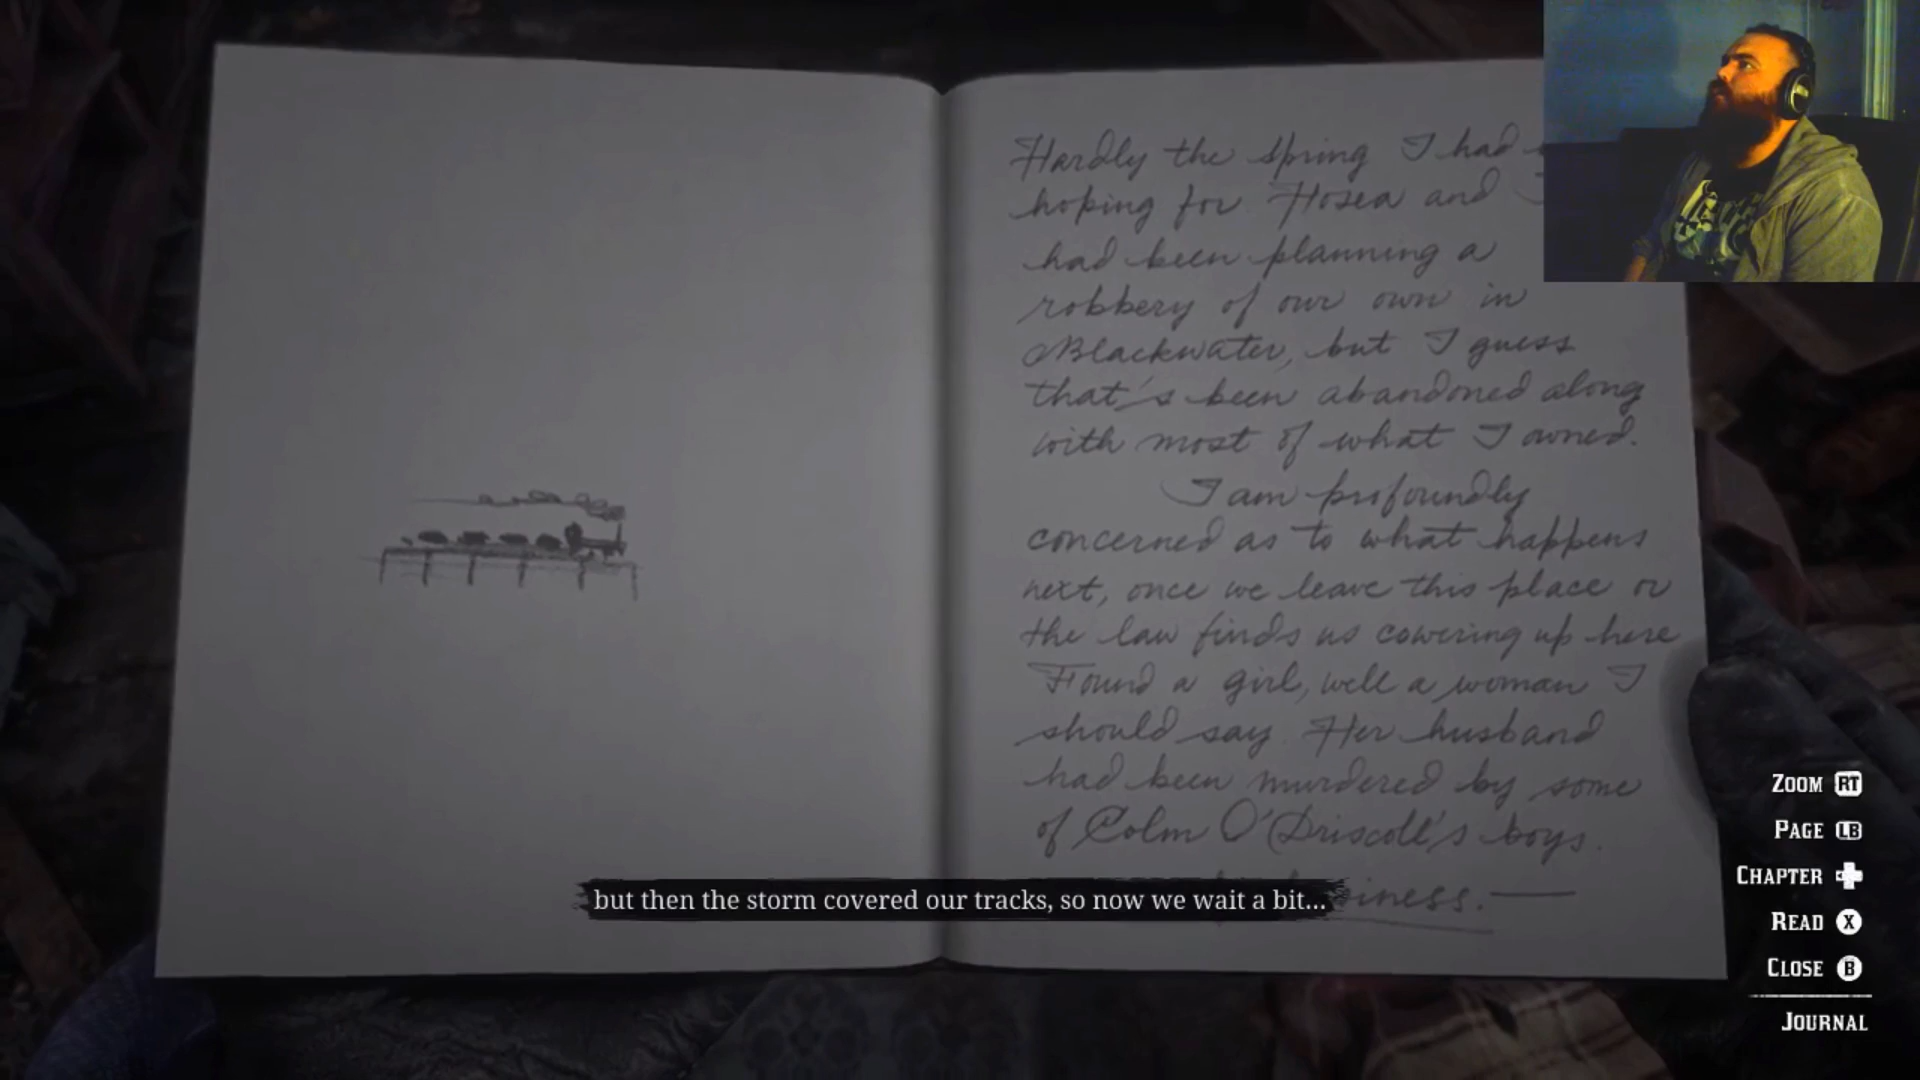 Hardly the spring I had
hoping for. Hosea and I
had been planning a
robbery of our own in
Blackwater, but I guess
that's been abandoned along
with most of what I owned.
I am profoundly
concerned as to what happens
next, once we leave this place or
the law finds us cowering up here
Found a girl, well a woman I
should say. Her husband
had been murdered by some
of Colm O'Driscoll's boys.
but then the storm covered our tracks, so now we wait a bit...
ZOOM RT
PAGE LB
CHAPTER
READ X
CLOSE B
JOURNAL